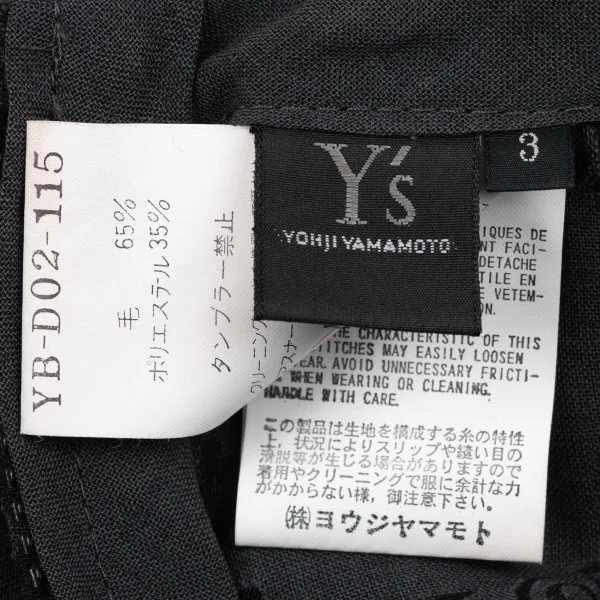 YB-D02-115
毛 65%
ポリエステル 35%
タンブラー禁止
Y's
YOHJI YAMAMOTO
3
IQUES DE
NT FACI-
DETACHE
TILE EN
VETEM-
ON.
THE CHARACTERISTIC OF THIS
STITCHES MAY EASILY LOOSEN
EAR. AVOID UNNECESSARY FRICTI-
WHEN WEARING OR CLEANING.
HANDLE WITH CARE.
この製品は生地を構成する糸の特性
上、状況によりスリップや縫い目の
滑脱等が生じる場合がありますので
着用やクリーニングで服に余計な力
がかからない様，御注意下さい。
㈱ヨウジヤマモト